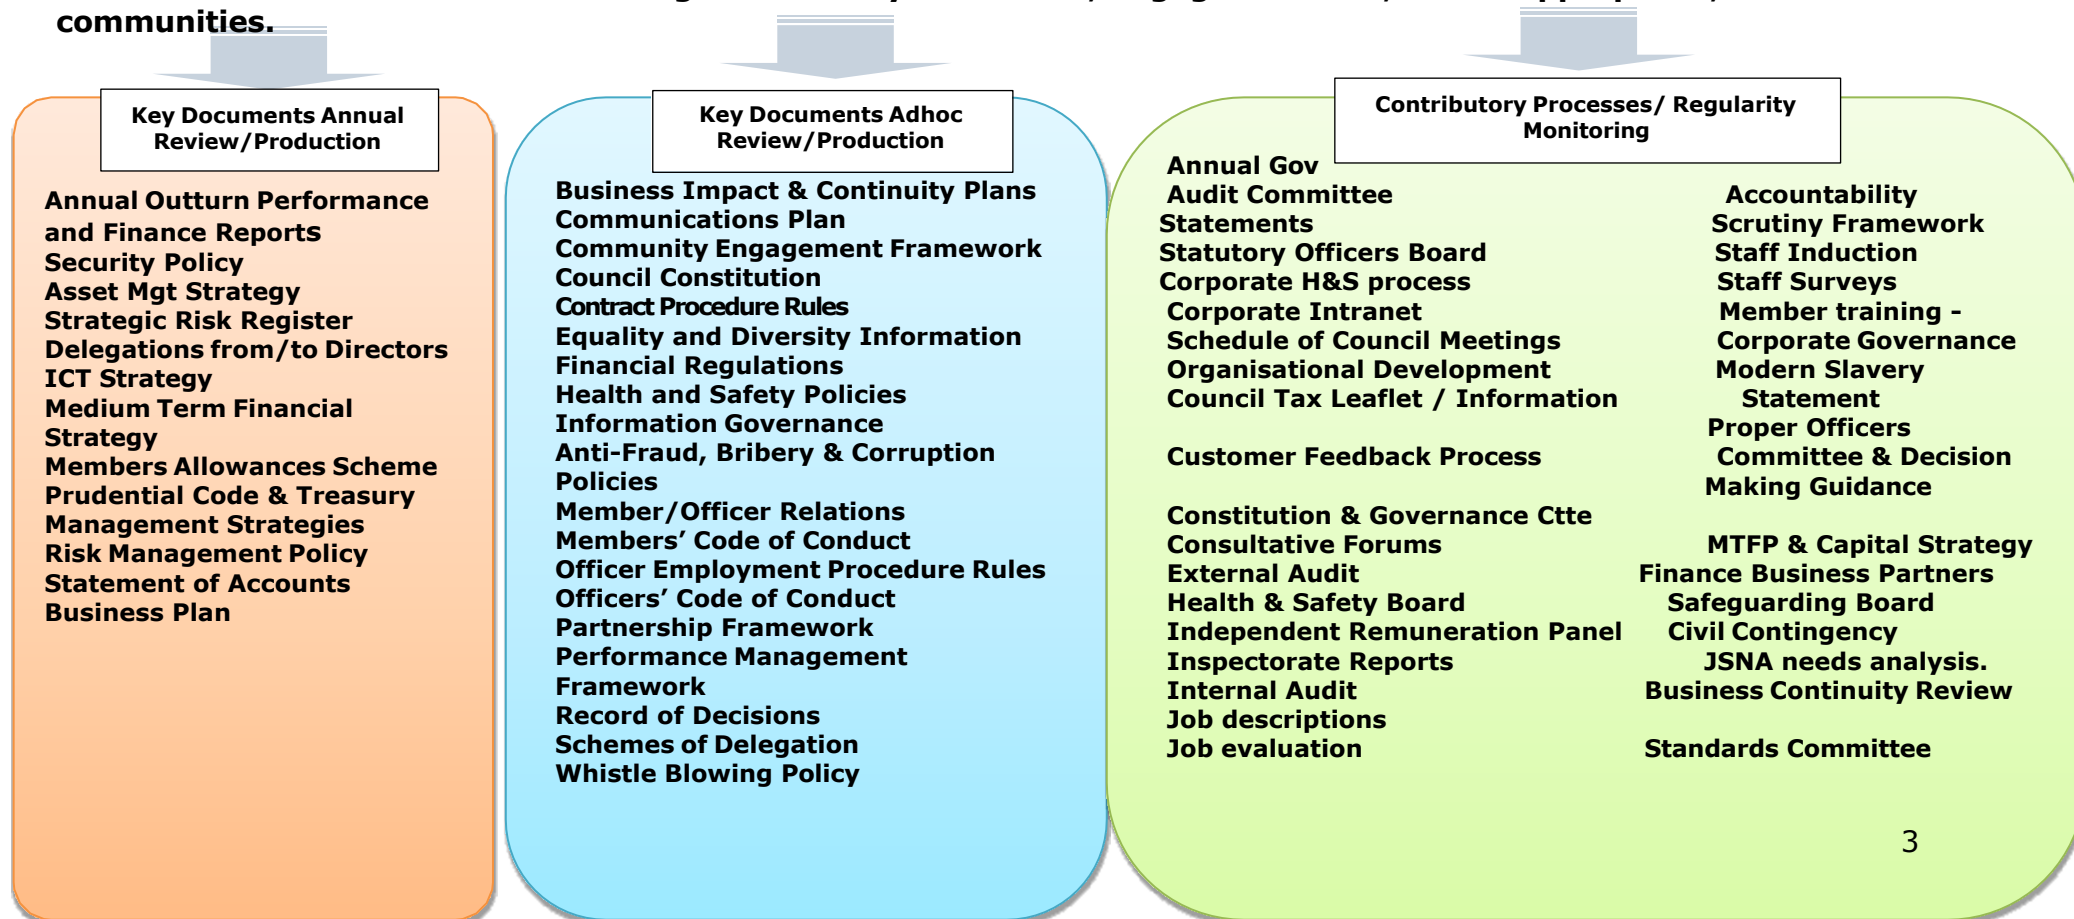 communities.
Key Documents Annual
Review/Production
Annual Outturn Performance
and Finance Reports
Security Policy
Asset Mgt Strategy
Strategic Risk Register
Delegations from/to Directors
ICT Strategy
Medium Term Financial
Strategy
Members Allowances Scheme
Prudential Code & Treasury
Management Strategies
Risk Management Policy
Statement of Accounts
Business Plan
Key Documents Adhoc
Review/Production
Business Impact & Continuity Plans
Communications Plan
Community Engagement Framework
Council Constitution
Contract Procedure Rules
Equality and Diversity Information
Financial Regulations
Health and Safety Policies
Information Governance
Anti-Fraud, Bribery & Corruption
Policies
Member/Officer Relations
Members’ Code of Conduct
Officer Employment Procedure Rules
Officers’ Code of Conduct
Partnership Framework
Performance Management
Framework
Record of Decisions
Schemes of Delegation
Whistle Blowing Policy
Contributory Processes/ Regularity
Monitoring
Annual Gov
Audit Committee
Statements
Statutory Officers Board
Corporate H&S process
Corporate Intranet
Schedule of Council Meetings
Organisational Development
Council Tax Leaflet / Information
Customer Feedback Process
Constitution & Governance Ctte
Consultative Forums
External Audit
Health & Safety Board
Independent Remuneration Panel
Inspectorate Reports
Internal Audit
Job descriptions
Job evaluation
Accountability
Scrutiny Framework
Staff Induction
Staff Surveys
Member training -
Corporate Governance
Modern Slavery
Statement
Proper Officers
Committee & Decision
Making Guidance
MTFP & Capital Strategy
Finance Business Partners
Safeguarding Board
Civil Contingency
JSNA needs analysis.
Business Continuity Review
Standards Committee
3